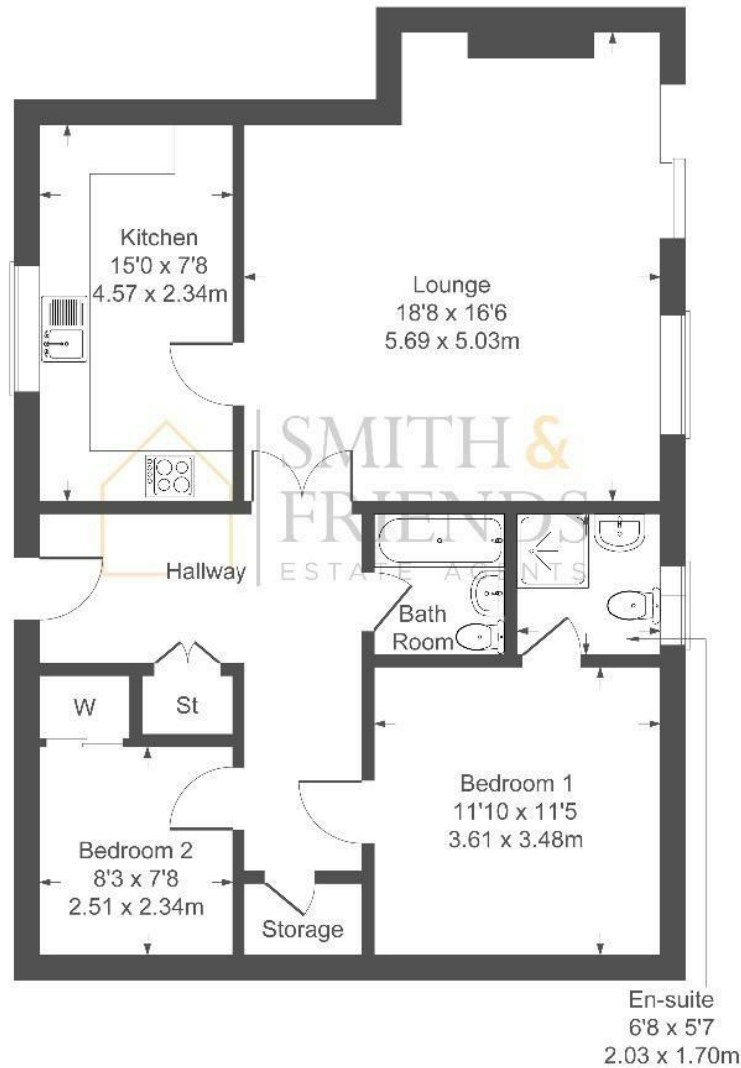 Kitchen
15'0 x 7'8
4.57 x 2.34m
Lounge
18'8 x 16'6
5.69 x 5.03m
SMITH &
FRIENDS
ESTATE AGENTS
Hallway
Bath
Room
W
St
Bedroom 1
11'10 x 11'5
3.61 x 3.48m
Bedroom 2
8'3 x 7'8
2.51 x 2.34m
Storage
En-suite
6'8 x 5'7
2.03 x 1.70m